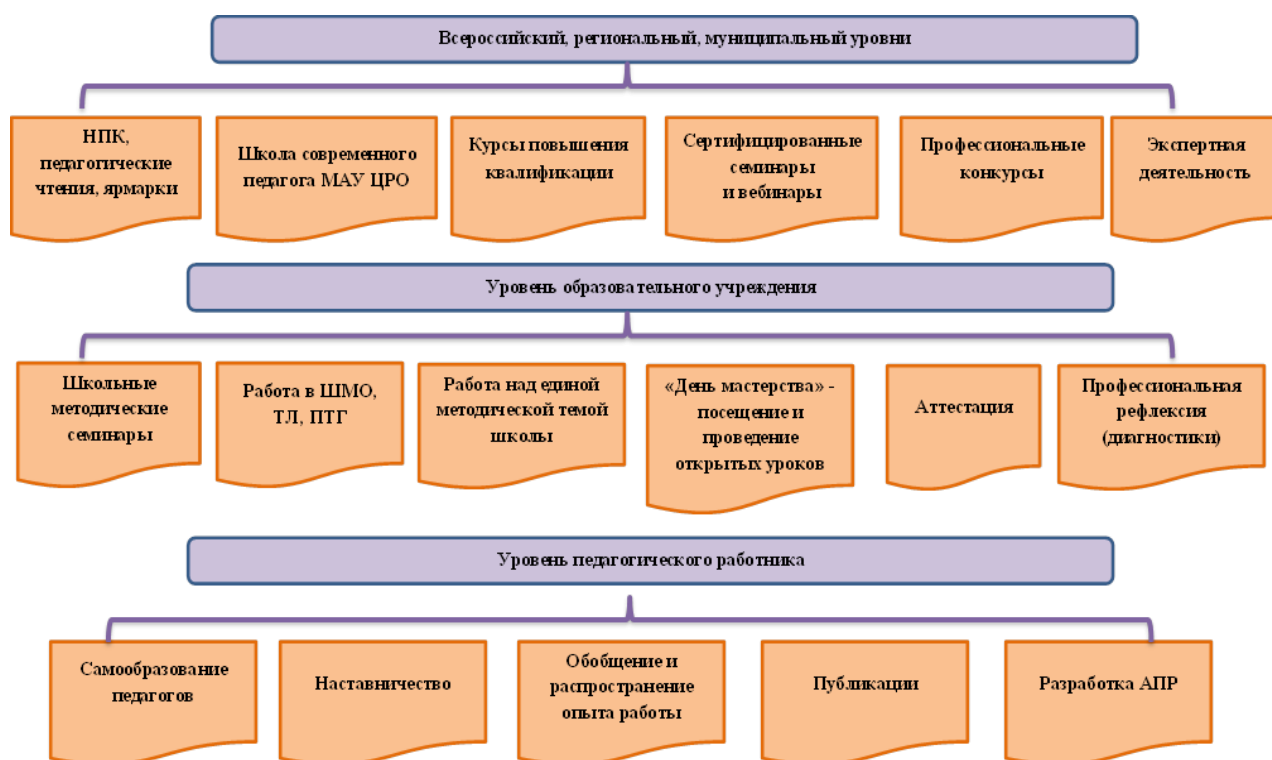 Всероссийский, региональный, муниципальный уровни
НПК,
педагогические
чтения, ярмарки
Школа современного
педагога МАУ ЦРО
Курсы повышения
квалификации
Сертифицированные
семинары
и вебинары
Профессиональные
конкурсы
Экспертная
деятельность
Уровень образовательного учреждения
Школьные
методические
семинары
Работа в ШМО,
ТЛ, ПТГ
Работа над единой
методической темой
школы
«День мастерства» -
посещение и
проведение
открытых уроков
Аттестация
Профессиональная
рефлексия
(диагностики)
Уровень педагогического работника
Самообразование
педагогов
Наставничество
Обобщение и
распространение
опыта работы
Публикации
Разработка АПР